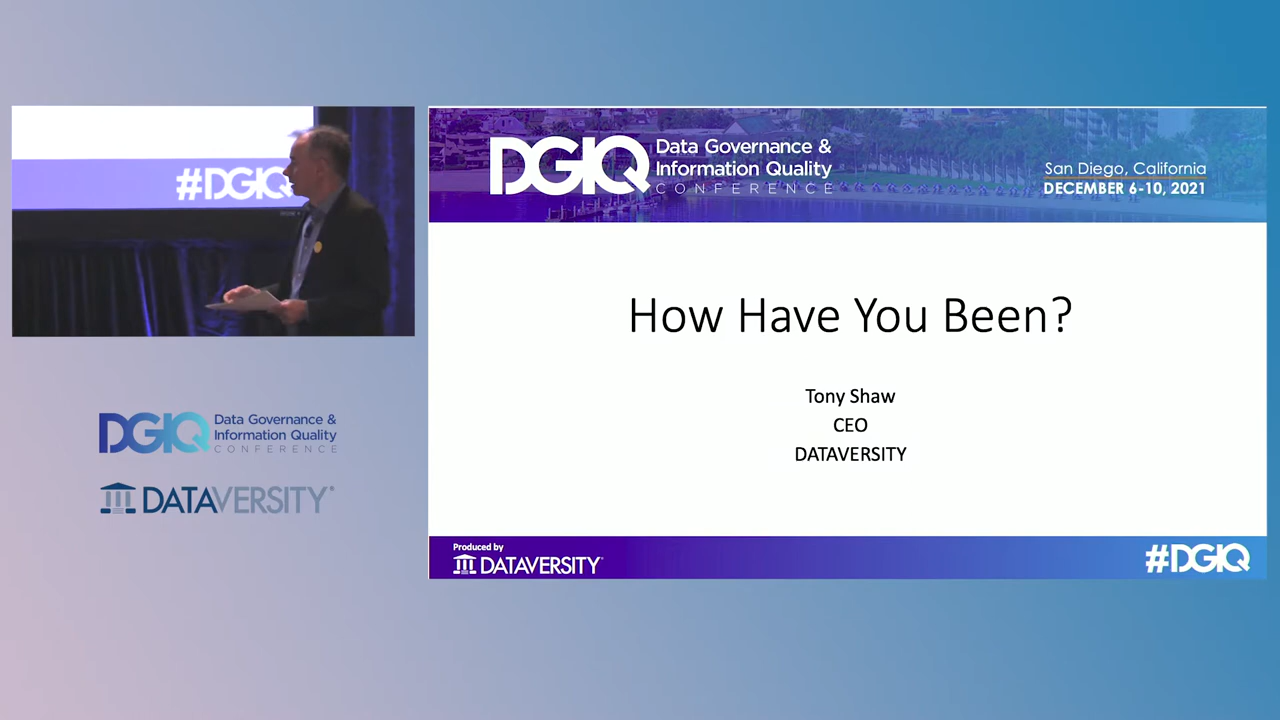 #DGIQ
DGIQ
Data Governance &
Information Quality
CONFERENCE
DATAVERSITY
DGIQ
Data Governance &
Information Quality
CONFERENCE
San Diego, California
DECEMBER 6-10, 2021
How Have You Been?
Tony Shaw
CEO
DATAVERSITY
Produced by
DATAVERSITY
#DGIQ